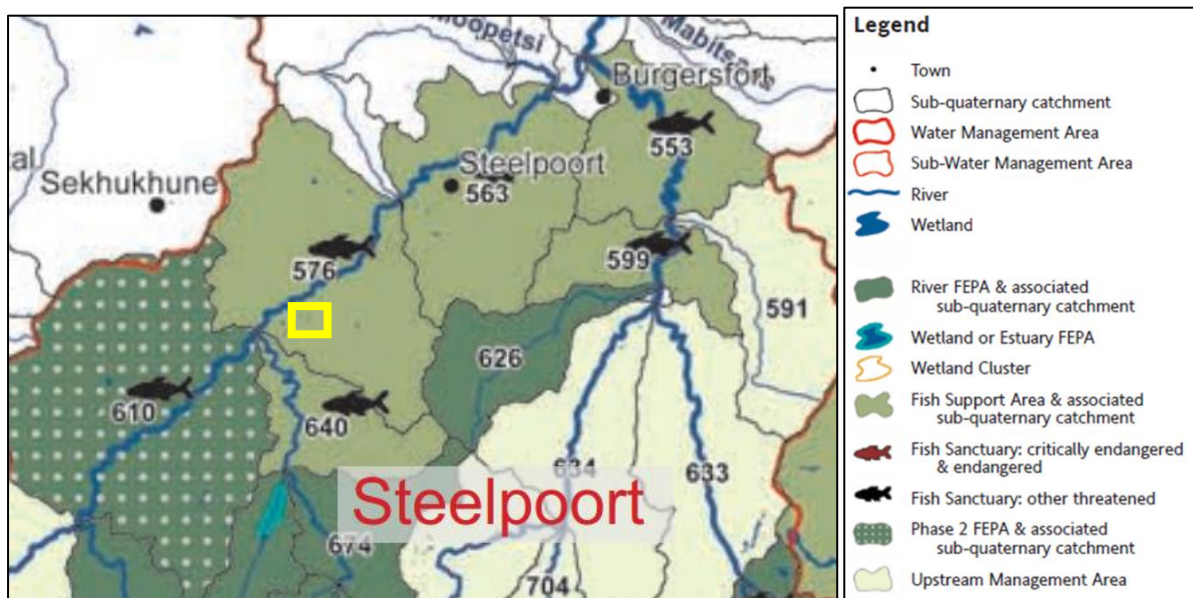 Moopetsi
Mabits
Burgersfort
553
Steelpoort
563
Sekhukhune
599
576
591
626
610
640
634
633
Steelpoort
674
704
Legend
Town
Sub-quaternary catchment
Water Management Area
Sub-Water Management Area
River
Wetland
River FEPA & associated
sub-quaternary catchment
Wetland or Estuary FEPA
Wetland Cluster
Fish Support Area & associated
sub-quaternary catchment
Fish Sanctuary: critically endangered
& endangered
Fish Sanctuary: other threatened
Phase 2 FEPA & associated
sub-quaternary catchment
Upstream Management Area